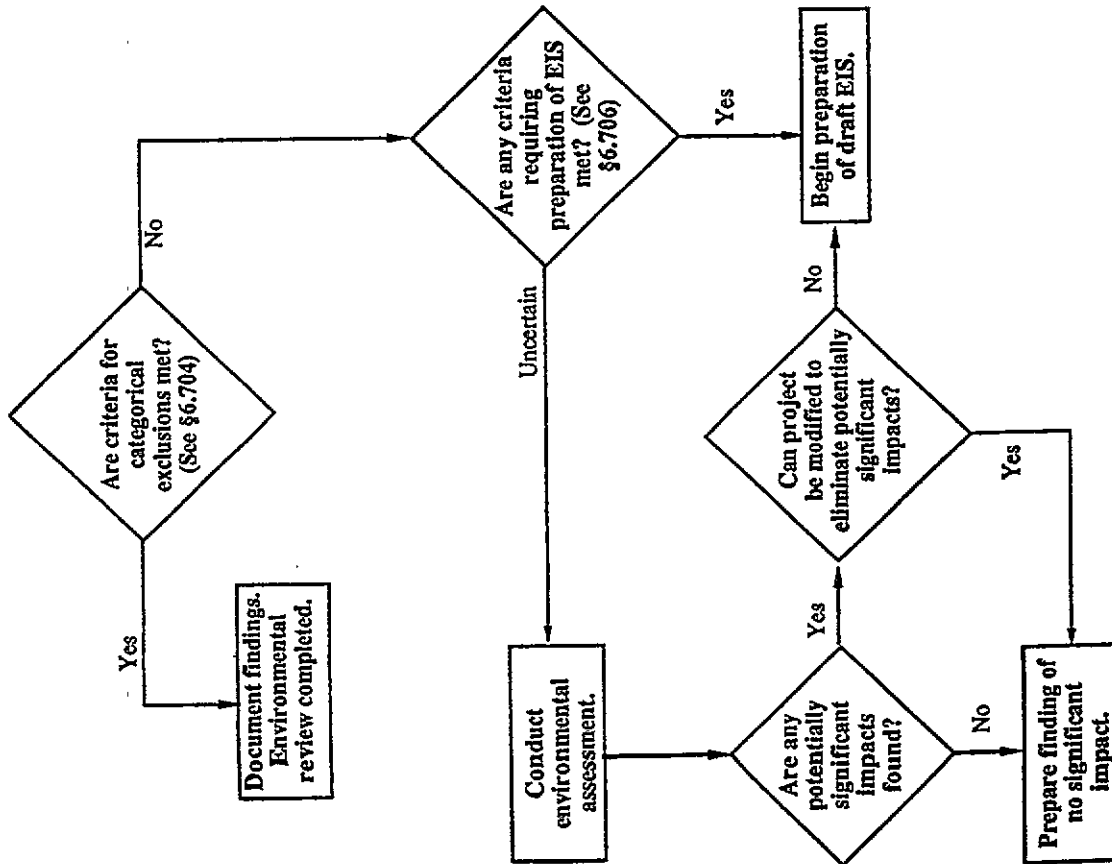 Are criteria for
categorical
exclusions met?
(See §6.704)
Yes
No
Document findings.
Environmental
review completed.
Are any criteria
requiring
preparation of EIS
met? (See
§6.706)
Uncertain
Yes
Conduct
environmental
assessment.
Begin preparation
of draft EIS.
Are any
potentially
significant
impacts
found?
Yes
No
Can project
be modified to
eliminate potentially
significant
Impacts?
No
Yes
Prepare finding of
no significant
impact.